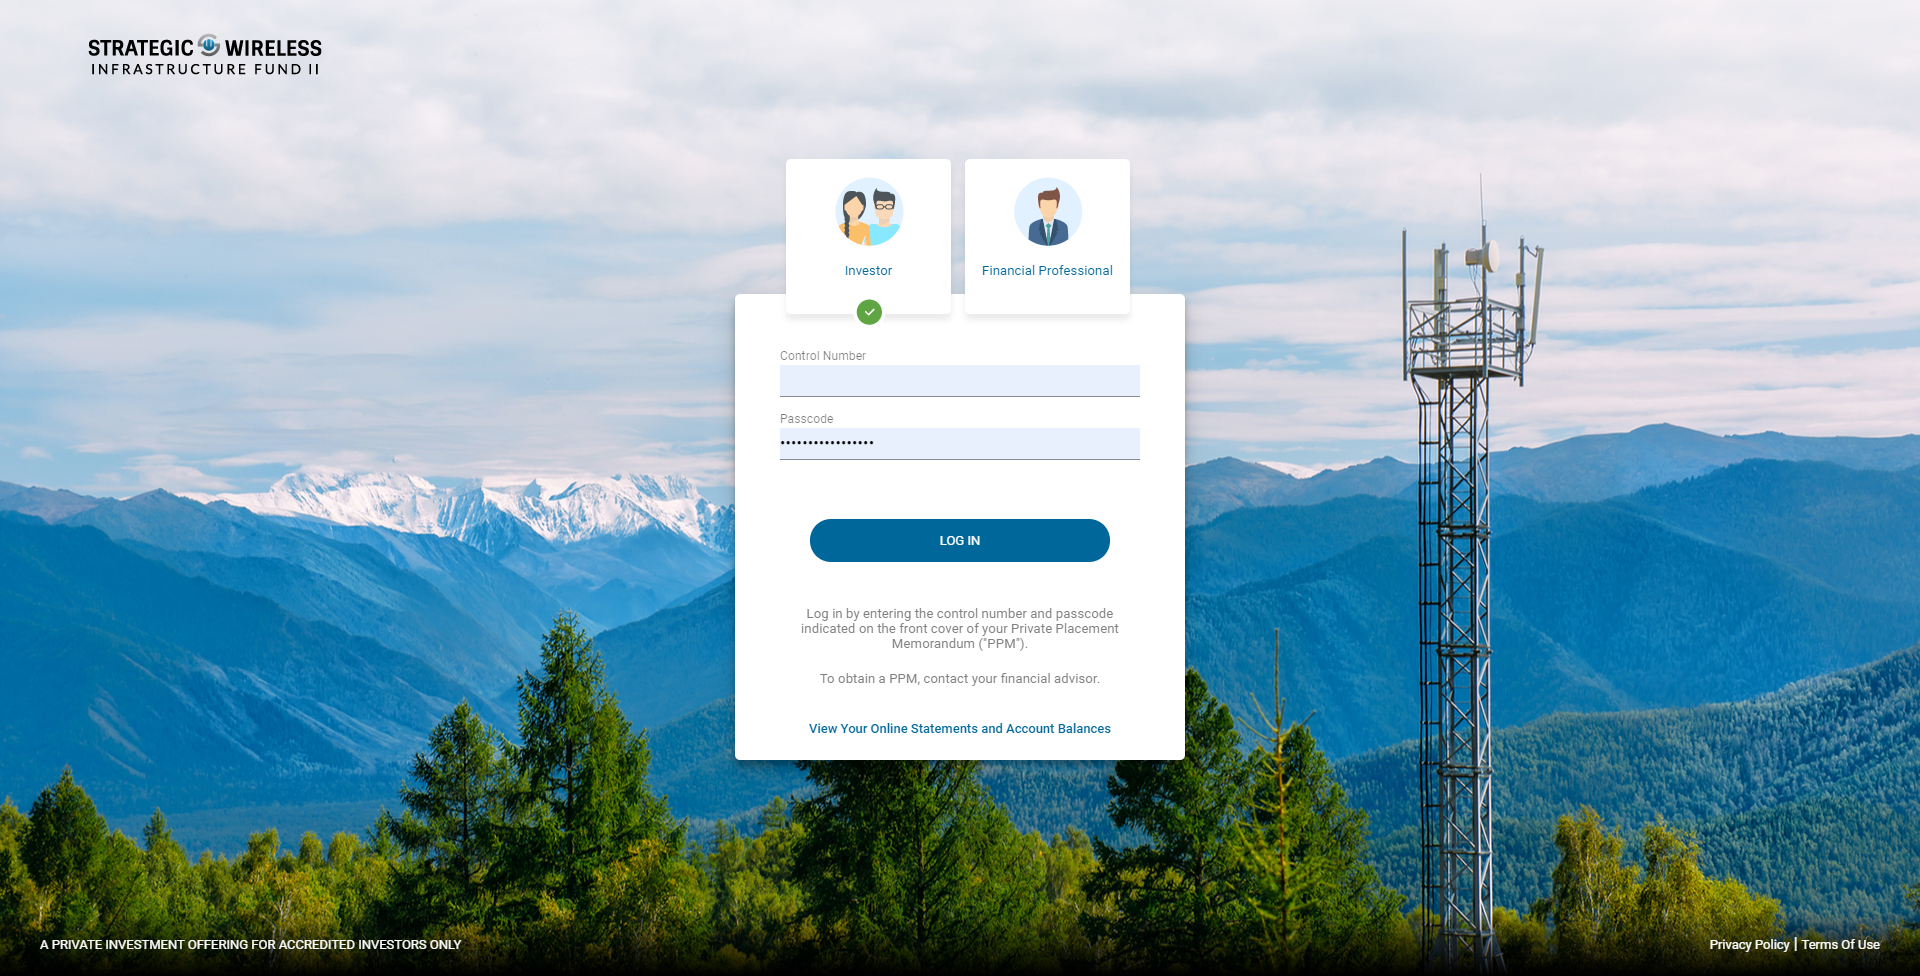 STRATEGIC WIRELESS
INFRASTRUCTURE FUND II
Investor
Financial Professional
Control Number
Passcode
•••••••••••••••••
LOG IN
Log in by entering the control number and passcode
indicated on the front cover of your Private Placement
Memorandum ("PPM").
To obtain a PPM, contact your financial advisor.
View Your Online Statements and Account Balances
A PRIVATE INVESTMENT OFFERING FOR ACCREDITED INVESTORS ONLY
Privacy Policy | Terms Of Use